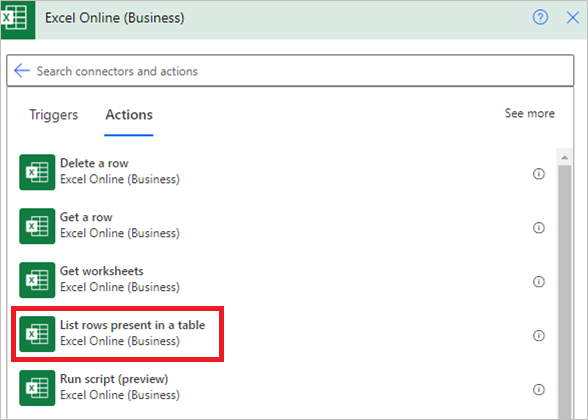 Excel Online (Business)
Search connectors and actions
Triggers Actions See more
Delete a row
Excel Online (Business)
Get a row
Excel Online (Business)
Get worksheets
Excel Online (Business)
List rows present in a table
Excel Online (Business)
Run script (preview)
Excel Online (Business)